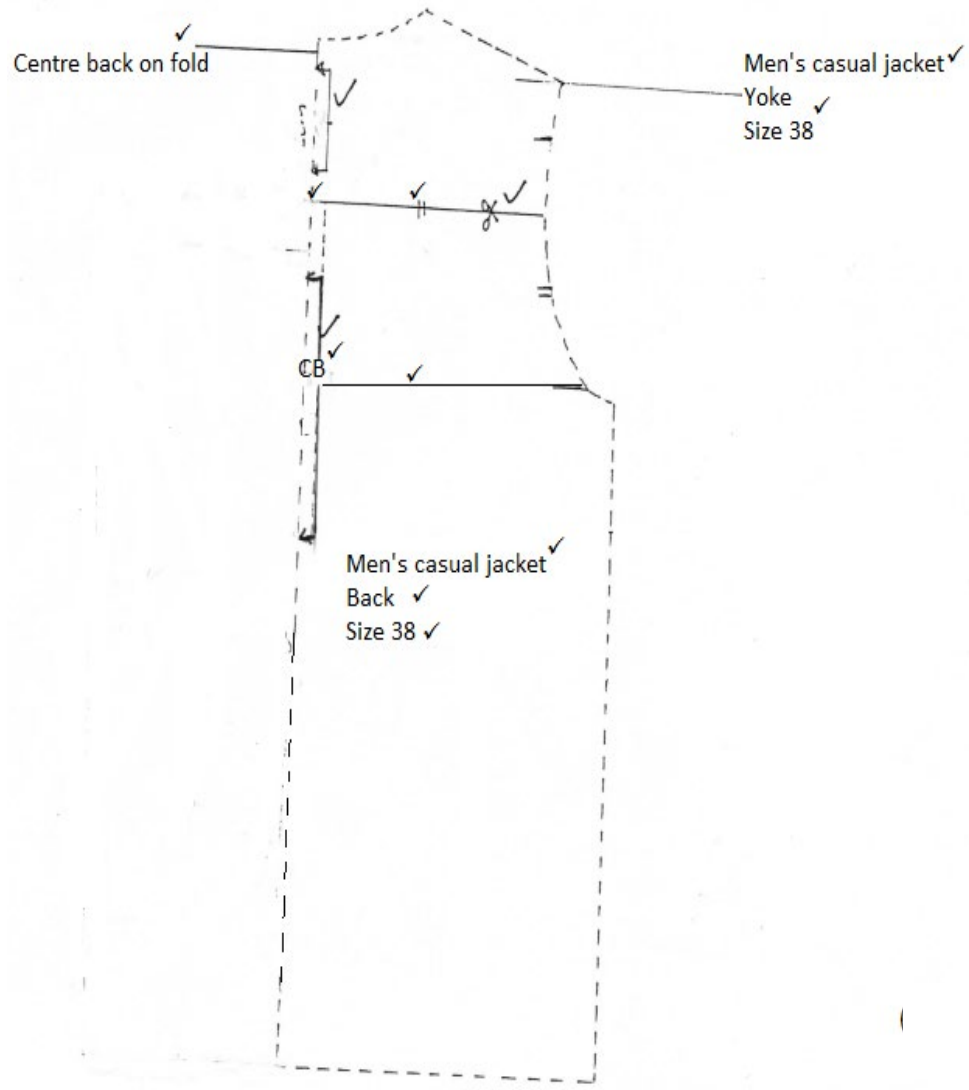 Centre back on fold
Men's casual jacket
Yoke
Size 38
CB
Men's casual jacket
Back
Size 38